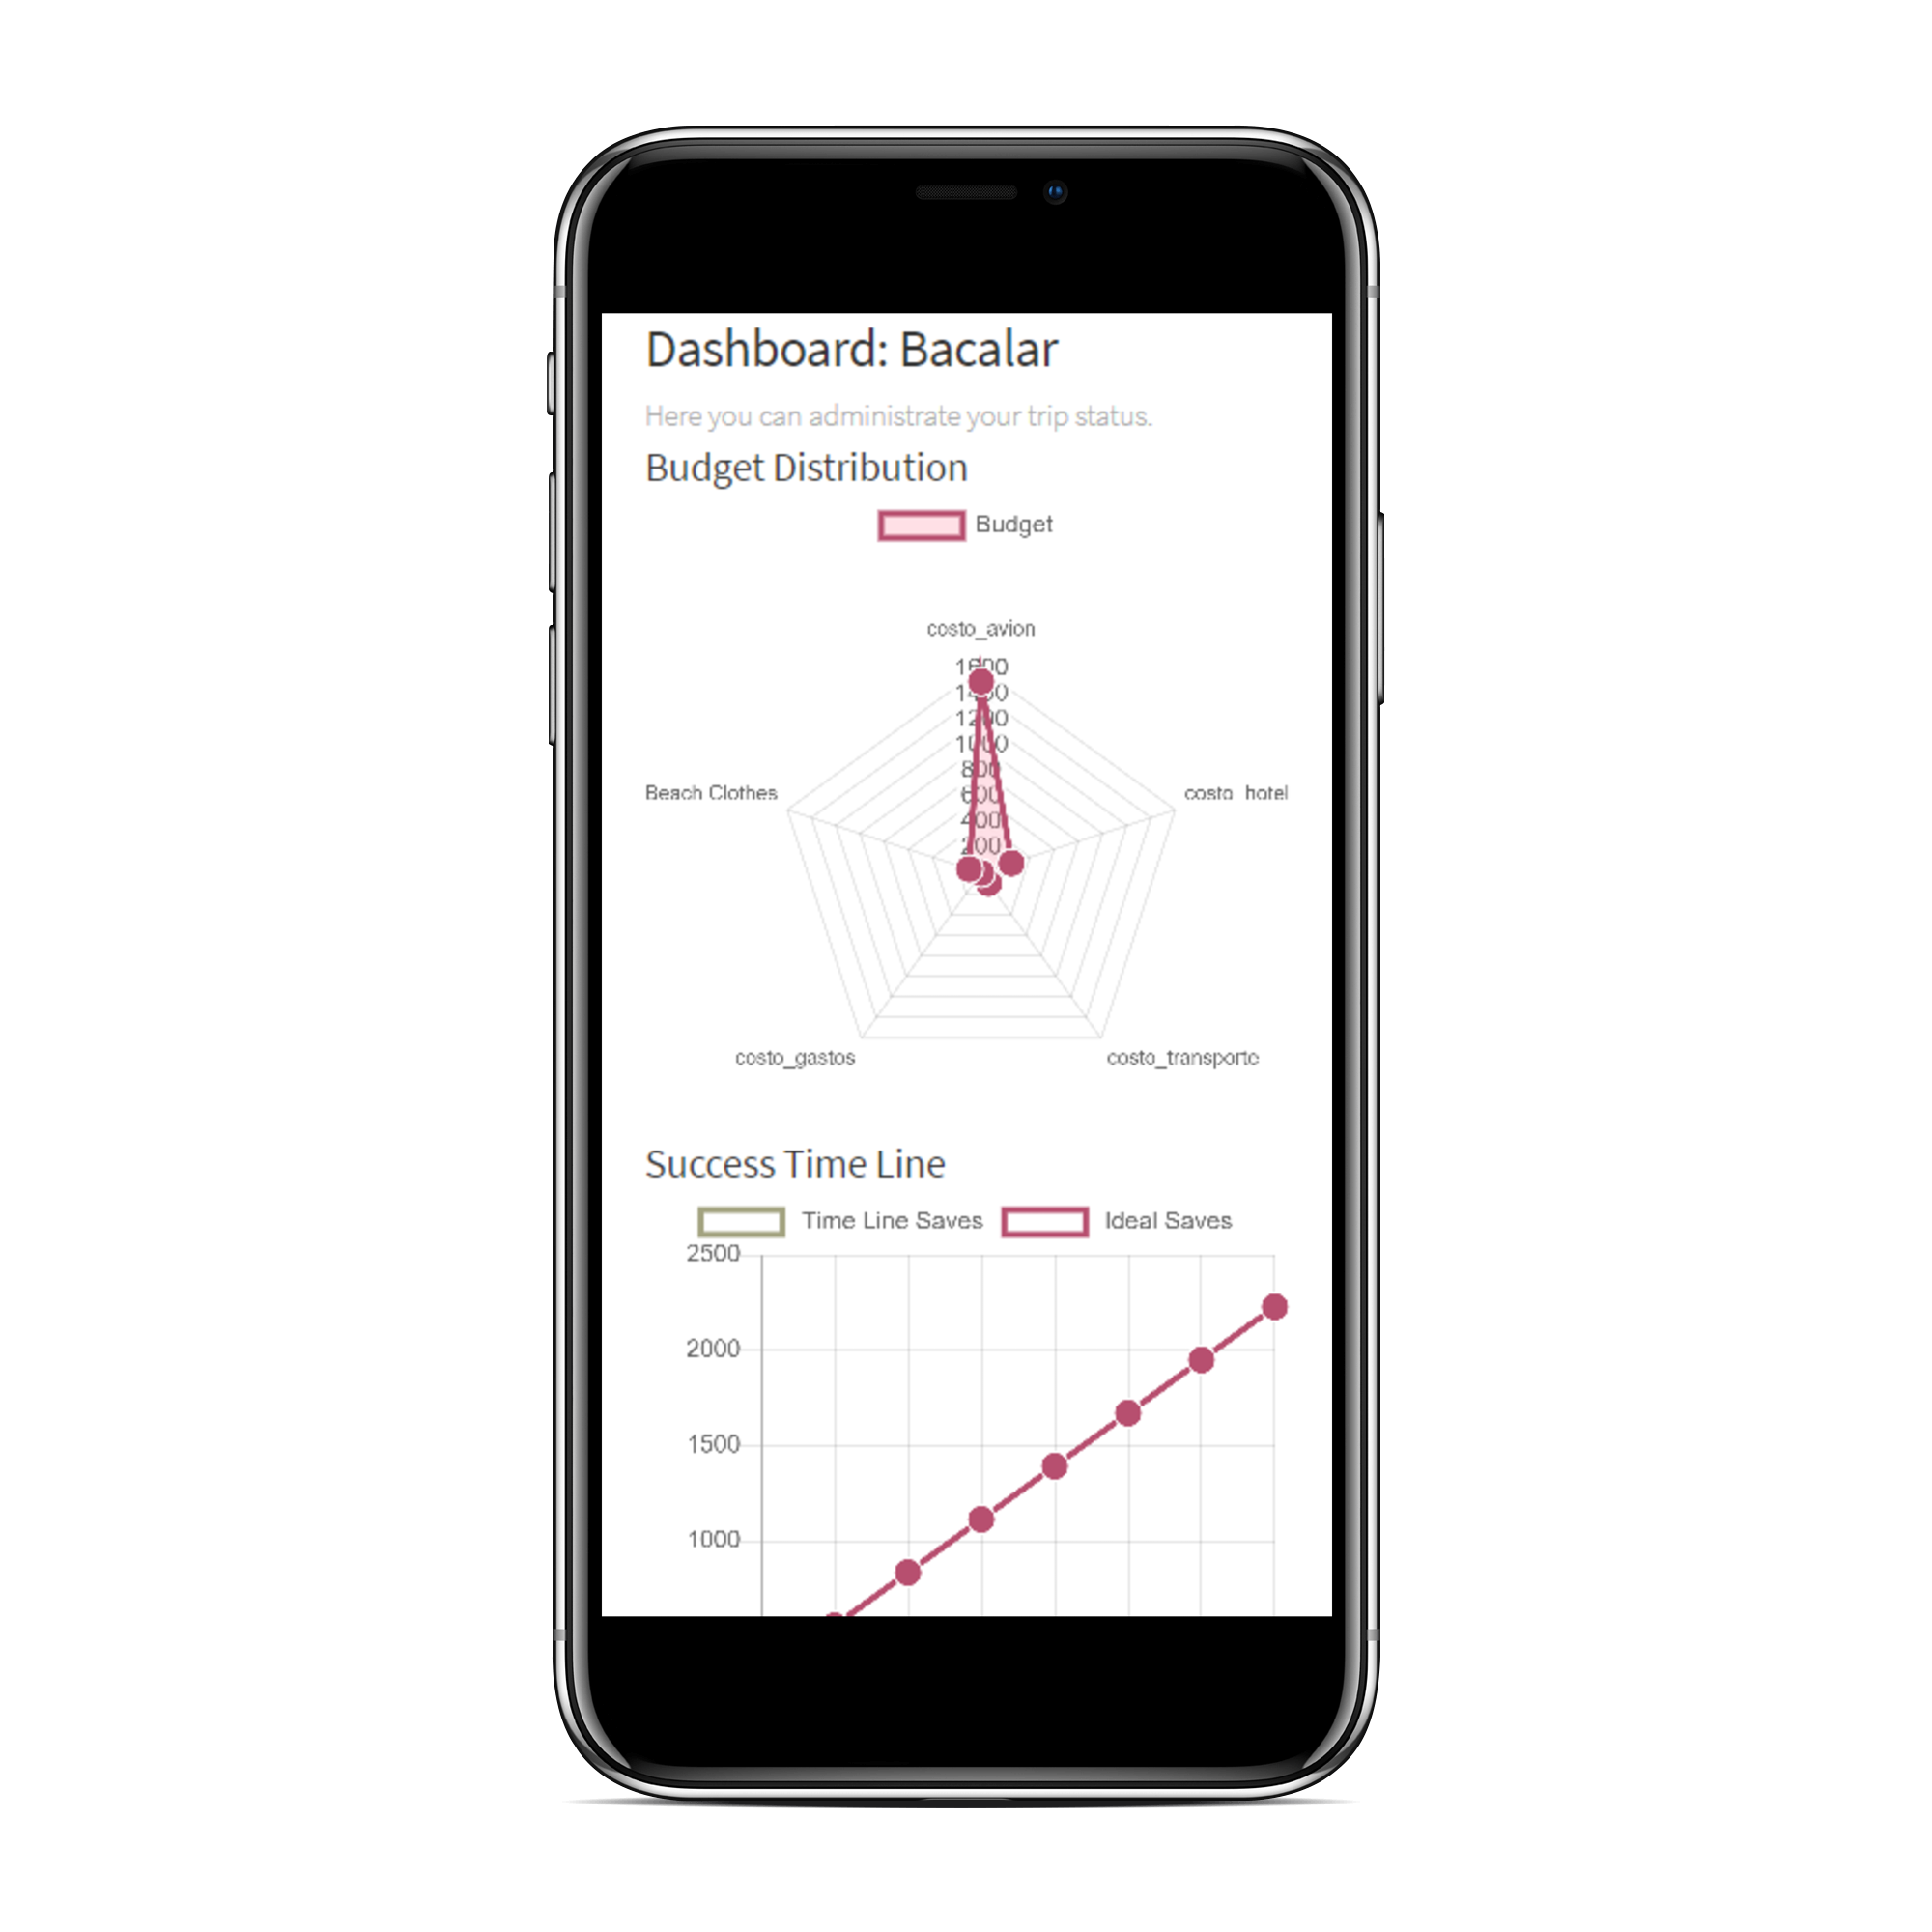 Dashboard: Bacalar
Here you can administrate your trip status.
Budget Distribution
Budget
costo_avion
1600
1400
1200
1000
800
600
400
200
Beach Clothes
costo_hotel
costo_gastos
costo_transporte
Success Time Line
Time Line Saves
Ideal Saves
2500
2000
1500
1000